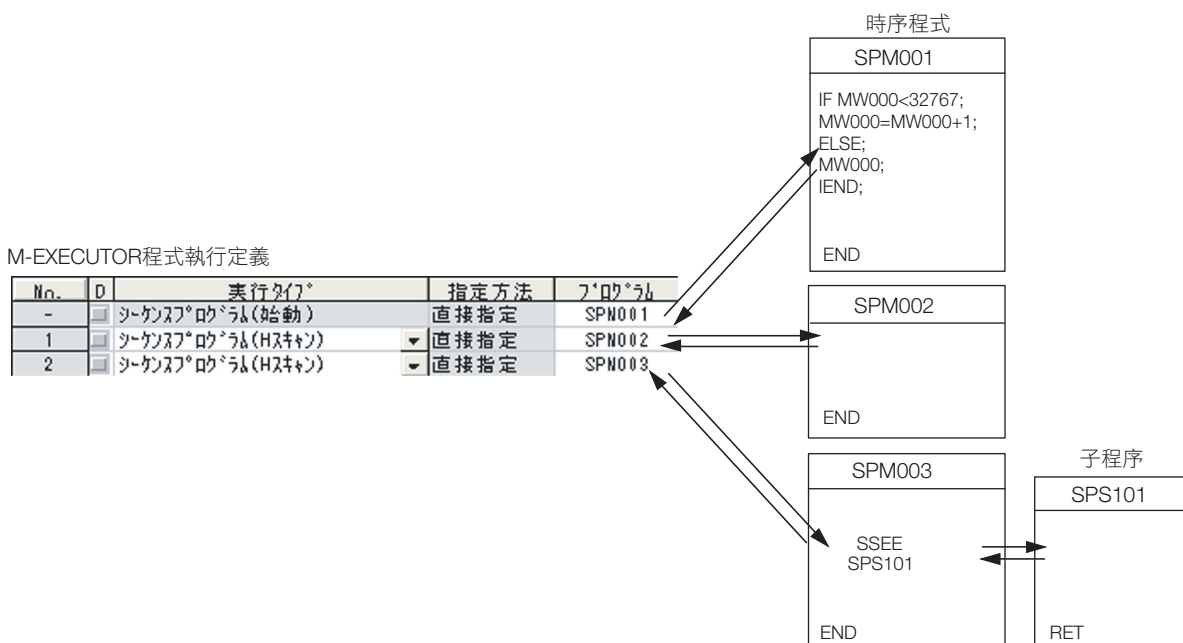 時序程式
SPM001
IF MW000<32767;
MW000=MW000+1;
ELSE;
MW000;
IEND;
END
M-EXECUTOR程式執行定義
No. D 実行ﾀｲﾌﾟ 指定方法 ﾌﾟﾛｸﾞﾗﾑ
- ｼｰｹﾝｽﾌﾟﾛｸﾞﾗﾑ(始動) 直接指定 SPM001
1 ｼｰｹﾝｽﾌﾟﾛｸﾞﾗﾑ(Hｽｷｬﾝ) 直接指定 SPM002
2 ｼｰｹﾝｽﾌﾟﾛｸﾞﾗﾑ(Hｽｷｬﾝ) 直接指定 SPM003
SPM002
END
SPM003
SSEE
SPS101
END
子程序
SPS101
RET